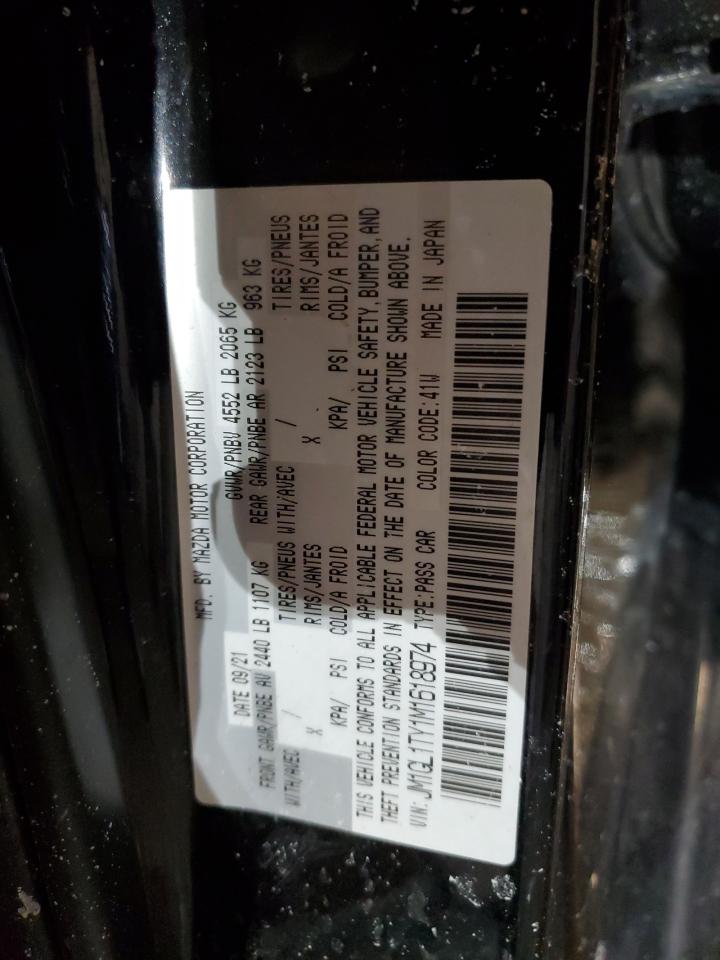 MFD. BY MAZDA MOTOR CORPORATION
DATE 09/21 GVWR/PNBV 4552 LB 2065 KG
FRONT GAWR/PNBE AV 2440 LB 1107 KG REAR GAWR/PNBE AR 2123 LB 963 KG
WITH/AVEC / TIRES/PNEUS WITH/AVEC / TIRES/PNEUS
X RIMS/JANTES X RIMS/JANTES
KPA/ PSI COLD/A FROID KPA/ PSI COLD/A FROID
THIS VEHICLE CONFORMS TO ALL APPLICABLE FEDERAL MOTOR VEHICLE SAFETY, BUMPER, AND
THEFT PREVENTION STANDARDS IN EFFECT ON THE DATE OF MANUFACTURE SHOWN ABOVE.
VIN: JM1GL1TY1M1618974 TYPE:PASS CAR COLOR CODE:41W MADE IN JAPAN